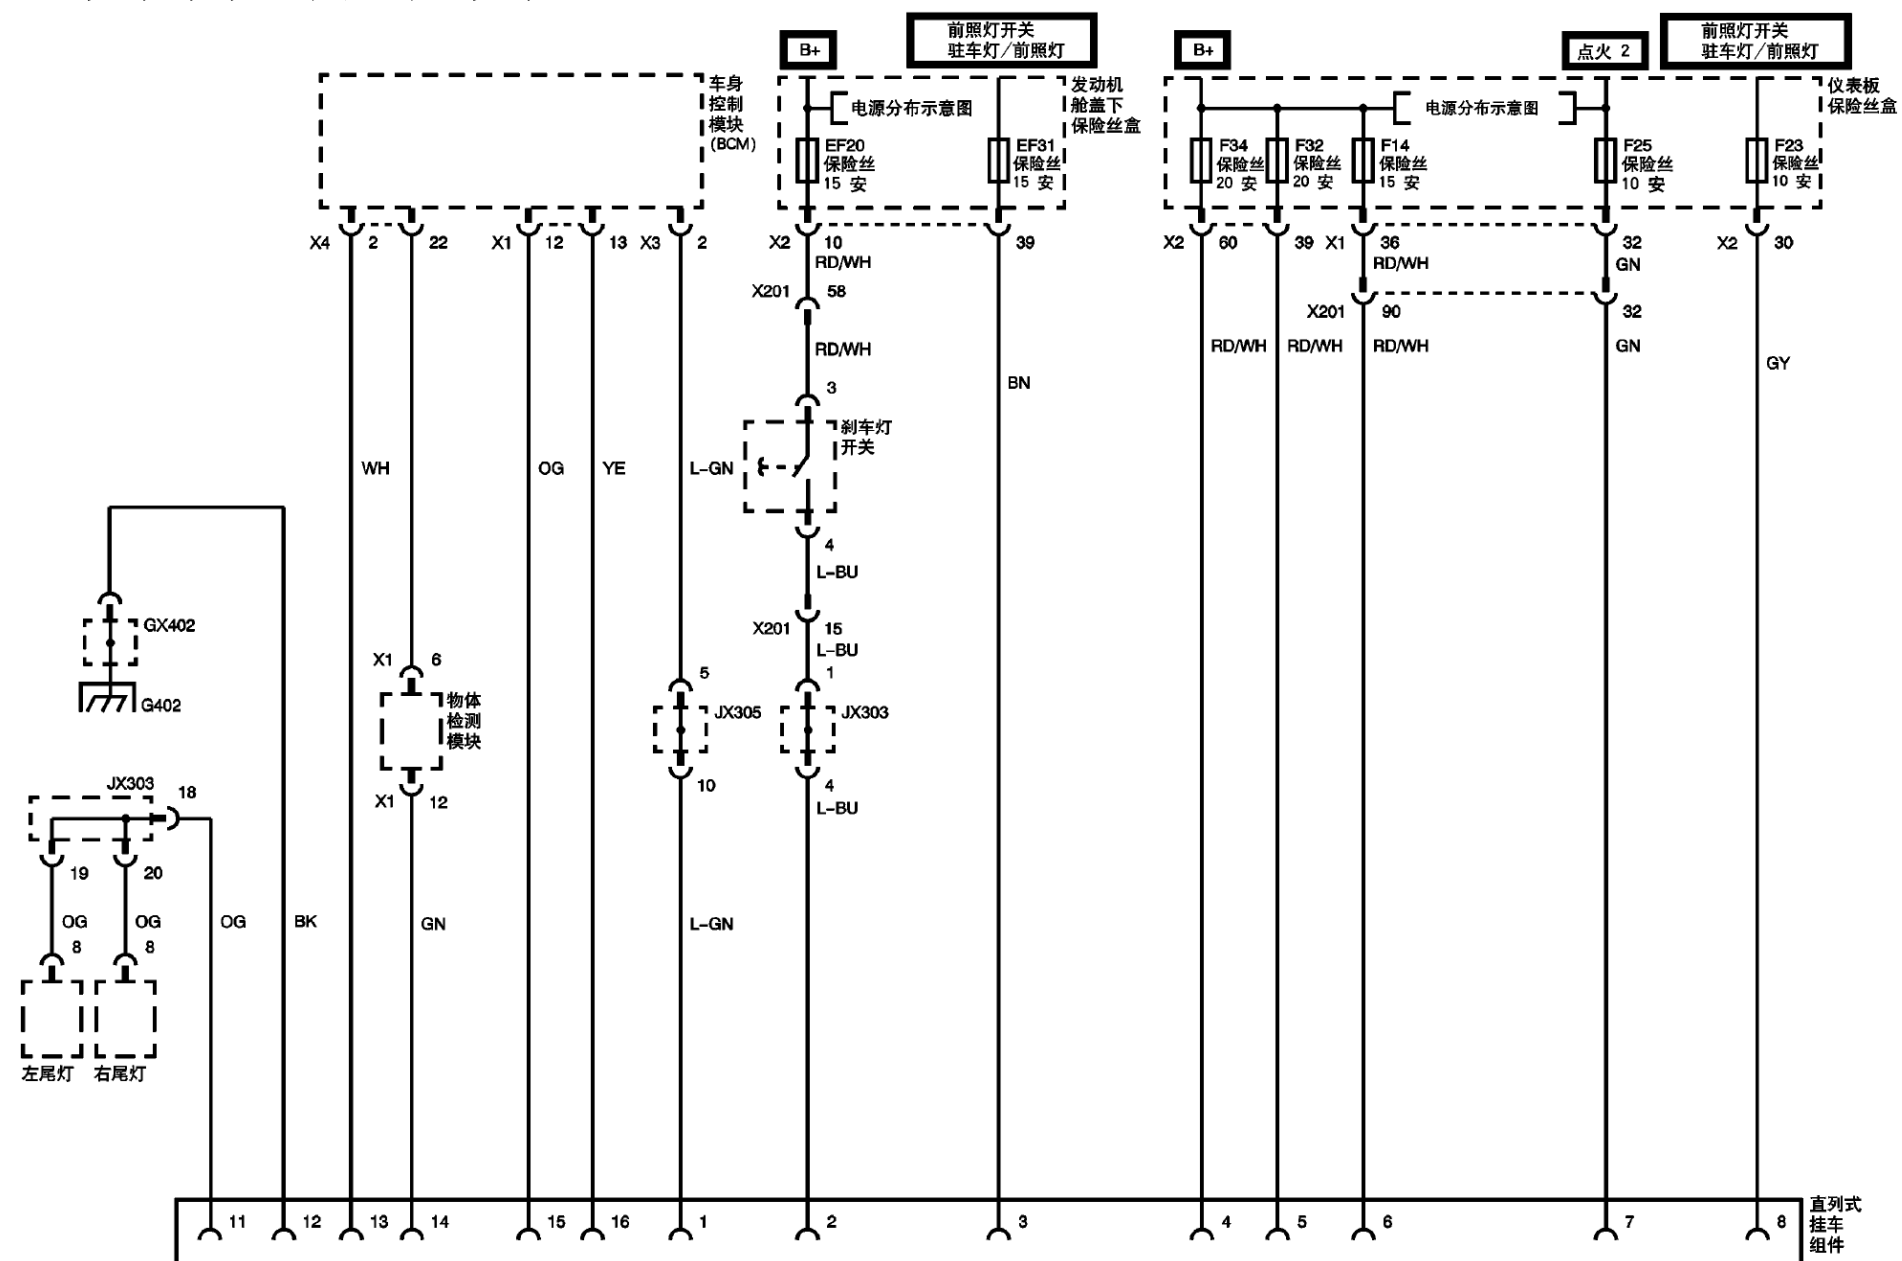 前照灯开关
驻车灯/前照灯
B+
B+
点火 2
前照灯开关
驻车灯/前照灯
车身
控制
模块
(BCM)
电源分布示意图
发动机
舱盖下
保险丝盒
电源分布示意图
仪表板
保险丝盒
EF20
保险丝
15 安
EF31
保险丝
15 安
F34
保险丝
20 安
F32
保险丝
20 安
F14
保险丝
15 安
F25
保险丝
10 安
F23
保险丝
10 安
X4 2 22 X1 12 13 X3 2 X2 10 39 X2 60 39 X1 36 32 X2 30
RD/WH RD/WH GN
X201 58
X201 90 32
RD/WH RD/WH RD/WH RD/WH GN
GY
BN
3
刹车灯
开关
WH OG YE L-GN
4
L-BU
GX402
X201 15
L-BU
X1 6
5 1
G402
物体
检测
模块
JX305 JX303
JX303 18
10 4
X1 12
L-BU
19 20
OG OG OG BK GN L-GN
8 8
左尾灯 右尾灯
11 12 13 14 15 16 1 2 3 4 5 6 7 8
直列式
挂车
组件